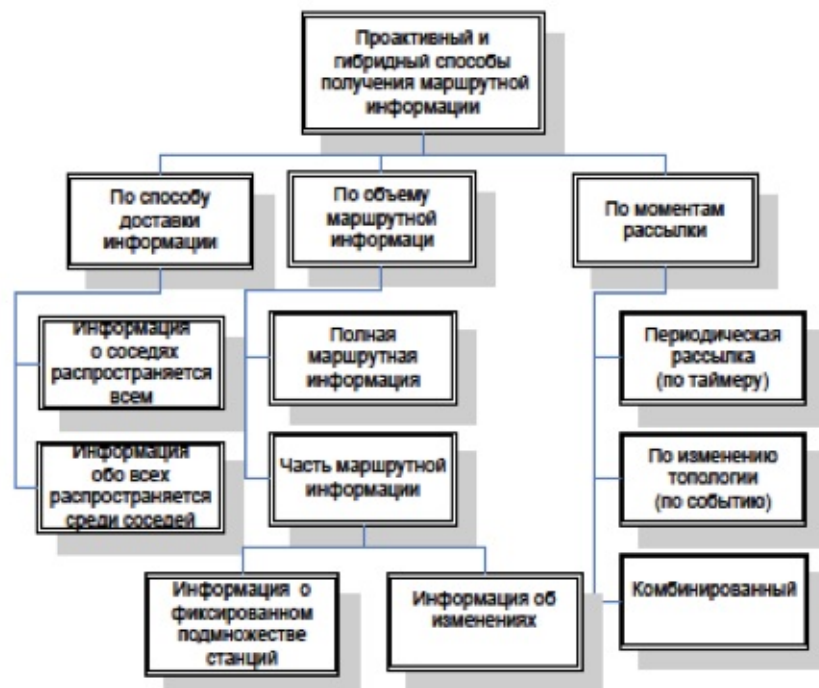 Проактивный и
гибридный способы
получения маршрутной
информации
По способу
доставки
информации
По объему
маршрутной
информаци
По моментам
рассылки
Информация
о соседях
распространяется
всем
Полная
маршрутная
информация
Периодическая
рассылка
(по таймеру)
Информация
обо всех
распространяется
среди соседей
Часть маршрутной
информации
По изменению
топологии
(по событию)
Информация о
фиксированном
подмножестве
станций
Информация об
изменениях
Комбинированный